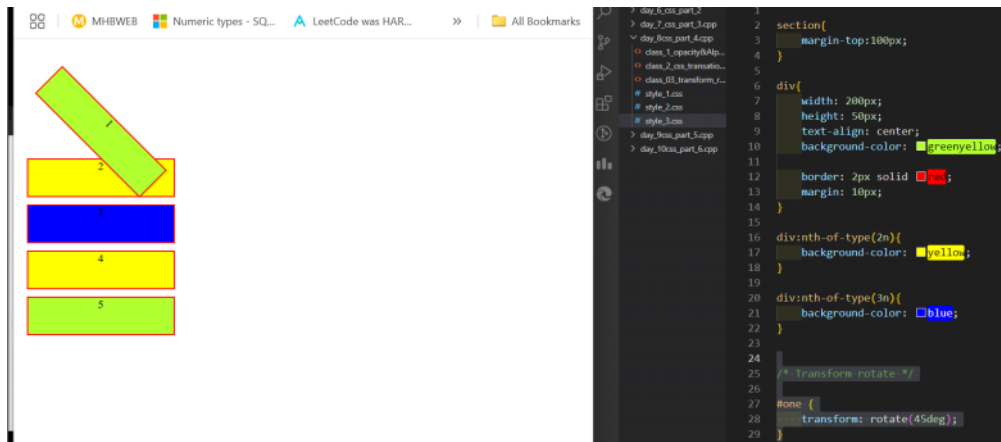 MHBWEB
Numeric types - SQ...
LeetCode was HAR...
»
All Bookmarks
1
2
3
4
5
> day_6_css_part_2
> day_7_css_part_3.cpp
day_8css_part_4.cpp
<> class_1_opacity&Alp...
<> class_2_css_transatio...
<> class_03_transform_r...
# style_1.css
# style_2.css
# style_3.css
> day_9css_part_5.cpp
> day_10css_part_6.cpp
1
2 section{
3 margin-top:100px;
4 }
5
6 div{
7 width: 200px;
8 height: 50px;
9 text-align: center;
10 background-color: greenyellow;
11
12 border: 2px solid red;
13 margin: 10px;
14 }
15
16 div:nth-of-type(2n){
17 background-color: yellow;
18 }
19
20 div:nth-of-type(3n){
21 background-color: blue;
22 }
23
24
25 /* Transform rotate */
26
27 #one {
28 transform: rotate(45deg);
29 }